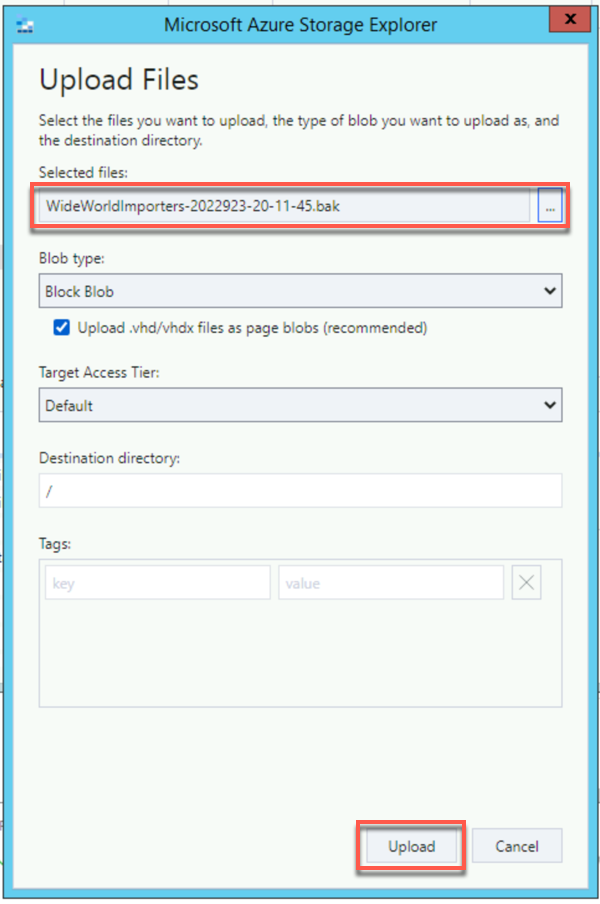 Microsoft Azure Storage Explorer
x
Upload Files
Select the files you want to upload, the type of blob you want to upload as, and
the destination directory.
Selected files:
WideWorldImporters-2022923-20-11-45.bak
...
Blob type:
Block Blob
Upload .vhd/vhdx files as page blobs (recommended)
Target Access Tier:
Default
Destination directory:
/
Tags:
key value
Upload Cancel